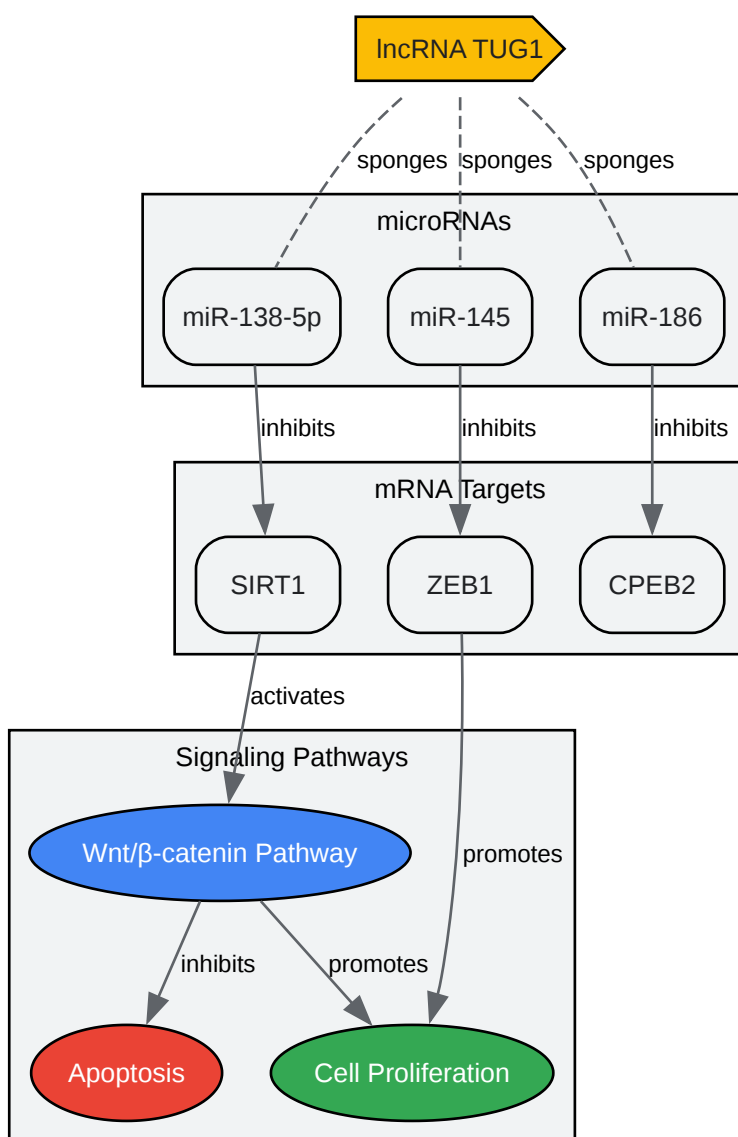 lncRNA TUG1
sponges
sponges
sponges
microRNAs
miR-138-5p
miR-145
miR-186
inhibits
inhibits
inhibits
mRNA Targets
SIRT1
ZEB1
CPEB2
activates
Signaling Pathways
Wnt/β-catenin Pathway
promotes
inhibits
promotes
Apoptosis
Cell Proliferation